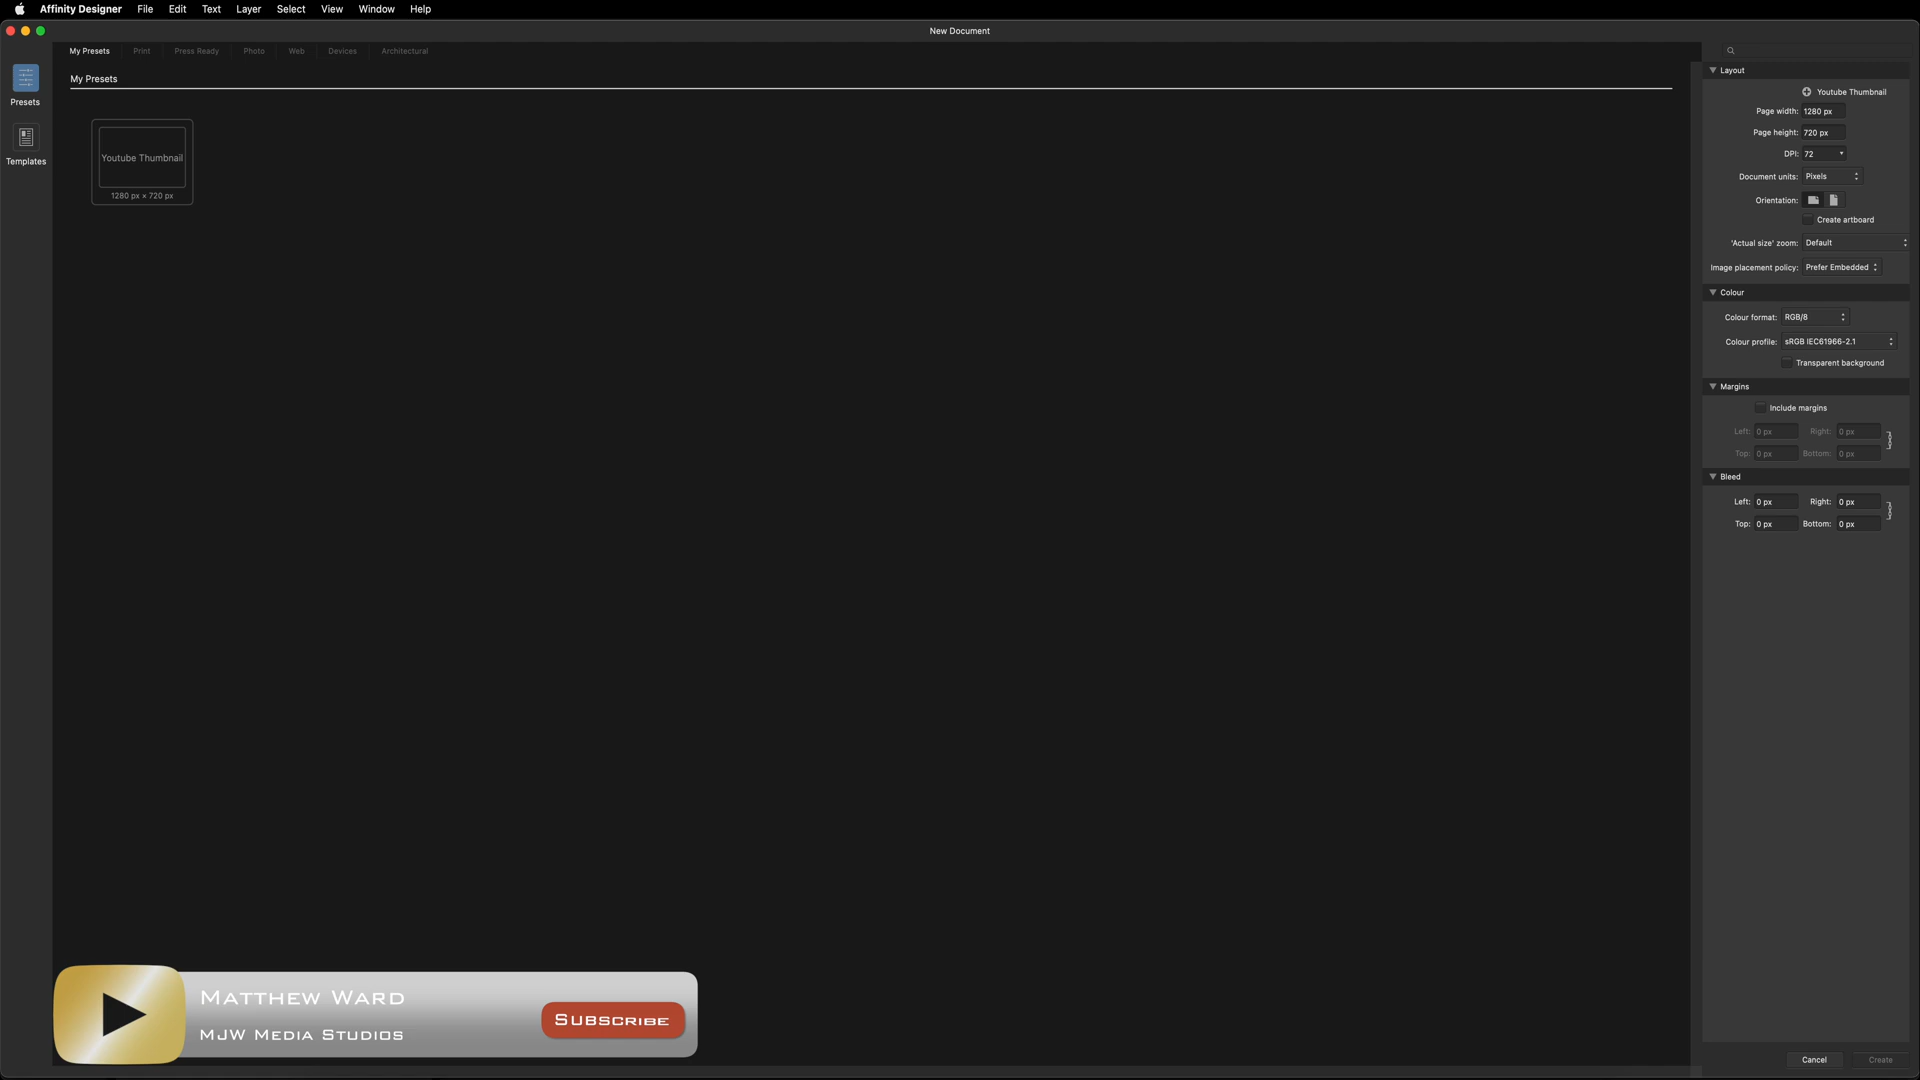 Affinity Designer File Edit Text Layer Select View Window Help
New Document
My Presets Print Press Ready Photo Web Devices Architectural
My Presets
Presets
Templates
Youtube Thumbnail
1280 px × 720 px
Layout
Youtube Thumbnail
Page width: 1280 px
Page height: 720 px
DPI: 72
Document units: Pixels
Orientation:
Create artboard
'Actual size' zoom: Default
Image placement policy: Prefer Embedded
Colour
Colour format: RGB/8
Colour profile: sRGB IEC61966-2.1
Transparent background
Margins
Include margins
Left: 0 px Right: 0 px
Top: 0 px Bottom: 0 px
Bleed
Left: 0 px Right: 0 px
Top: 0 px Bottom: 0 px
Matthew Ward
MJW Media Studios
Subscribe
Cancel Create